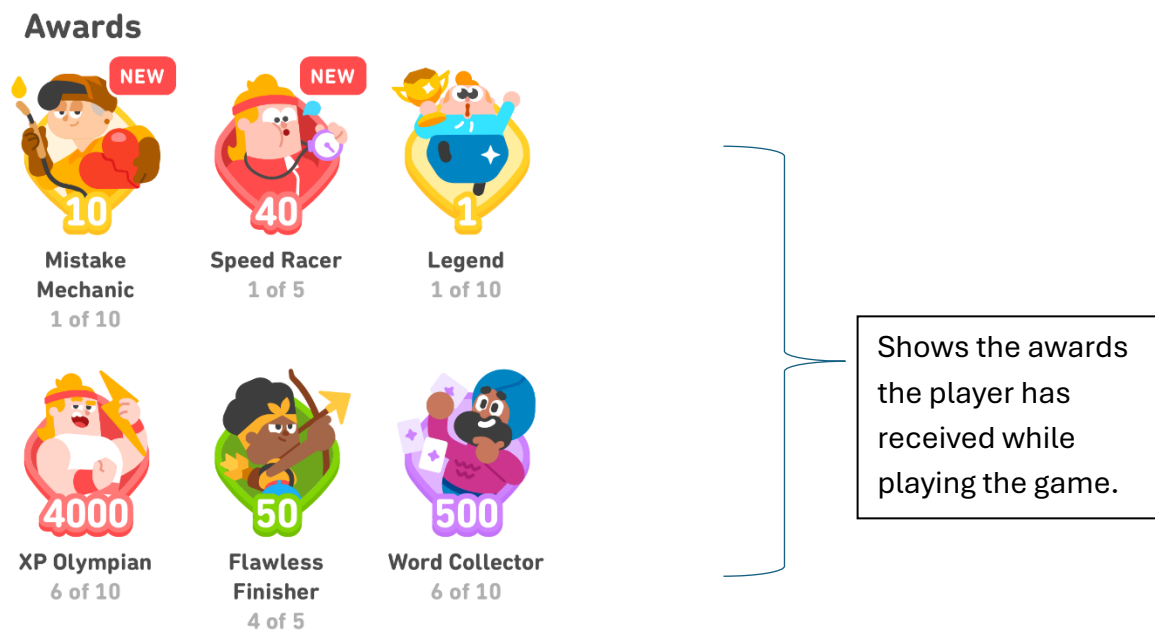 Awards
NEW
NEW
10
40
1
Mistake
Mechanic
1 of 10
Speed Racer
1 of 5
Legend
1 of 10
4000
50
500
XP Olympian
6 of 10
Flawless
Finisher
4 of 5
Word Collector
6 of 10
Shows the awards
the player has
received while
playing the game.